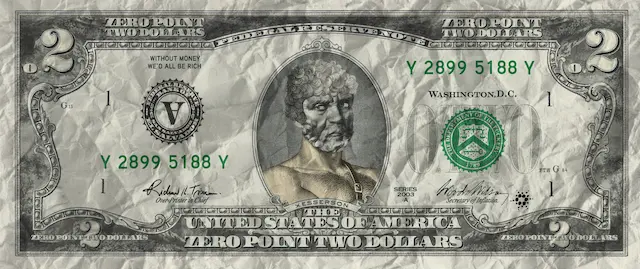 ZERO POINT
TWO DOLLARS
FEDERAL RESERVE NOTE
ZERO POINT
TWO DOLLARS
0.2
0.2
WITHOUT MONEY
WE'D ALL BE RICH
Y 2899 5188 Y
WASHINGTON, D.C.
1
1
A
Y 2899 5188 Y
1
1
Over Printer in Chief
SERIES
2003
Secretary of Inflation
UNITED STATES OF AMERICA
ZERO POINT TWO DOLLARS
ZERO POINT TWO DOLLARS
ZERO POINT TWO DOLLARS
2
2